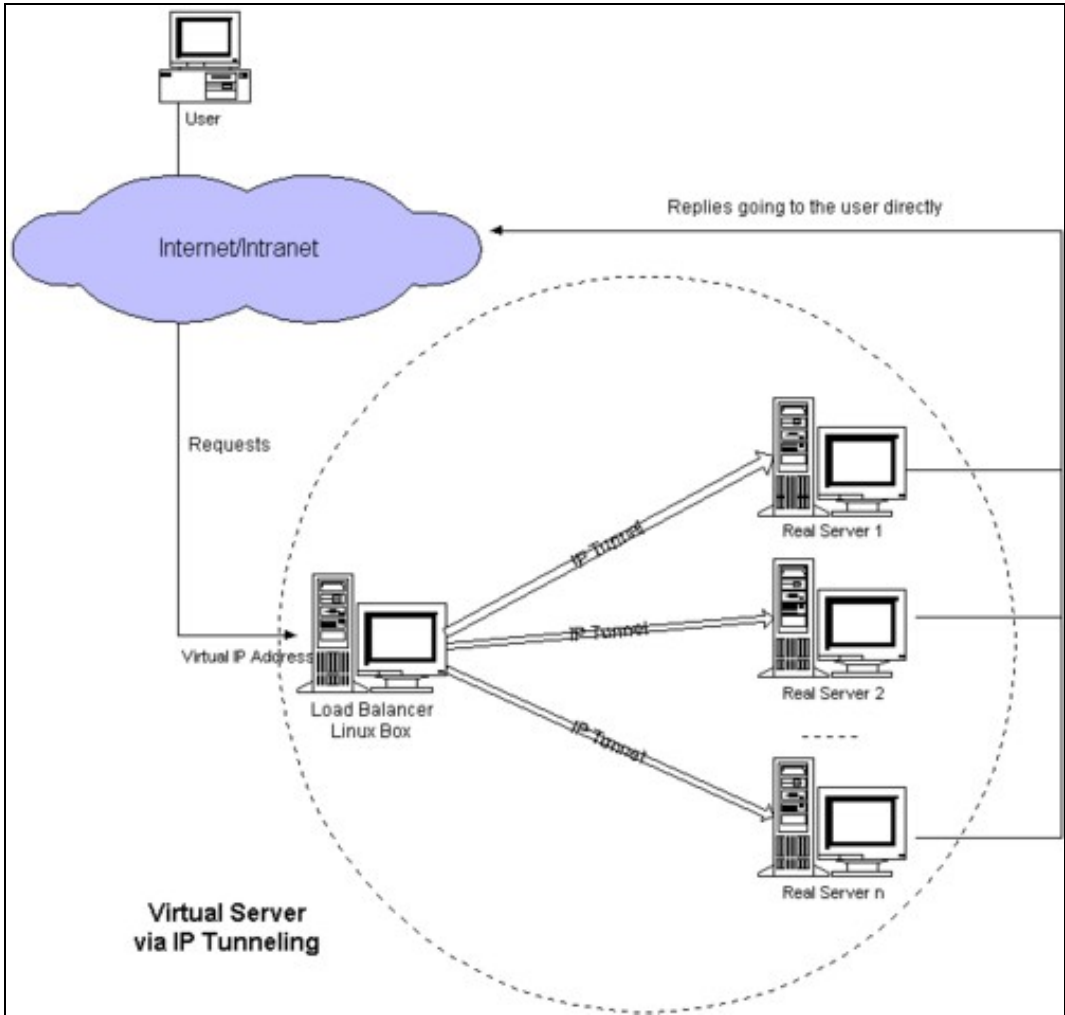 User
Internet/Intranet
Replies going to the user directly
Requests
IP Tunnel
Real Server 1
IP Tunnel
Virtual IP Address
Real Server 2
Load Balancer
Linux Box
IP Tunnel
Real Server n
Virtual Server
via IP Tunneling